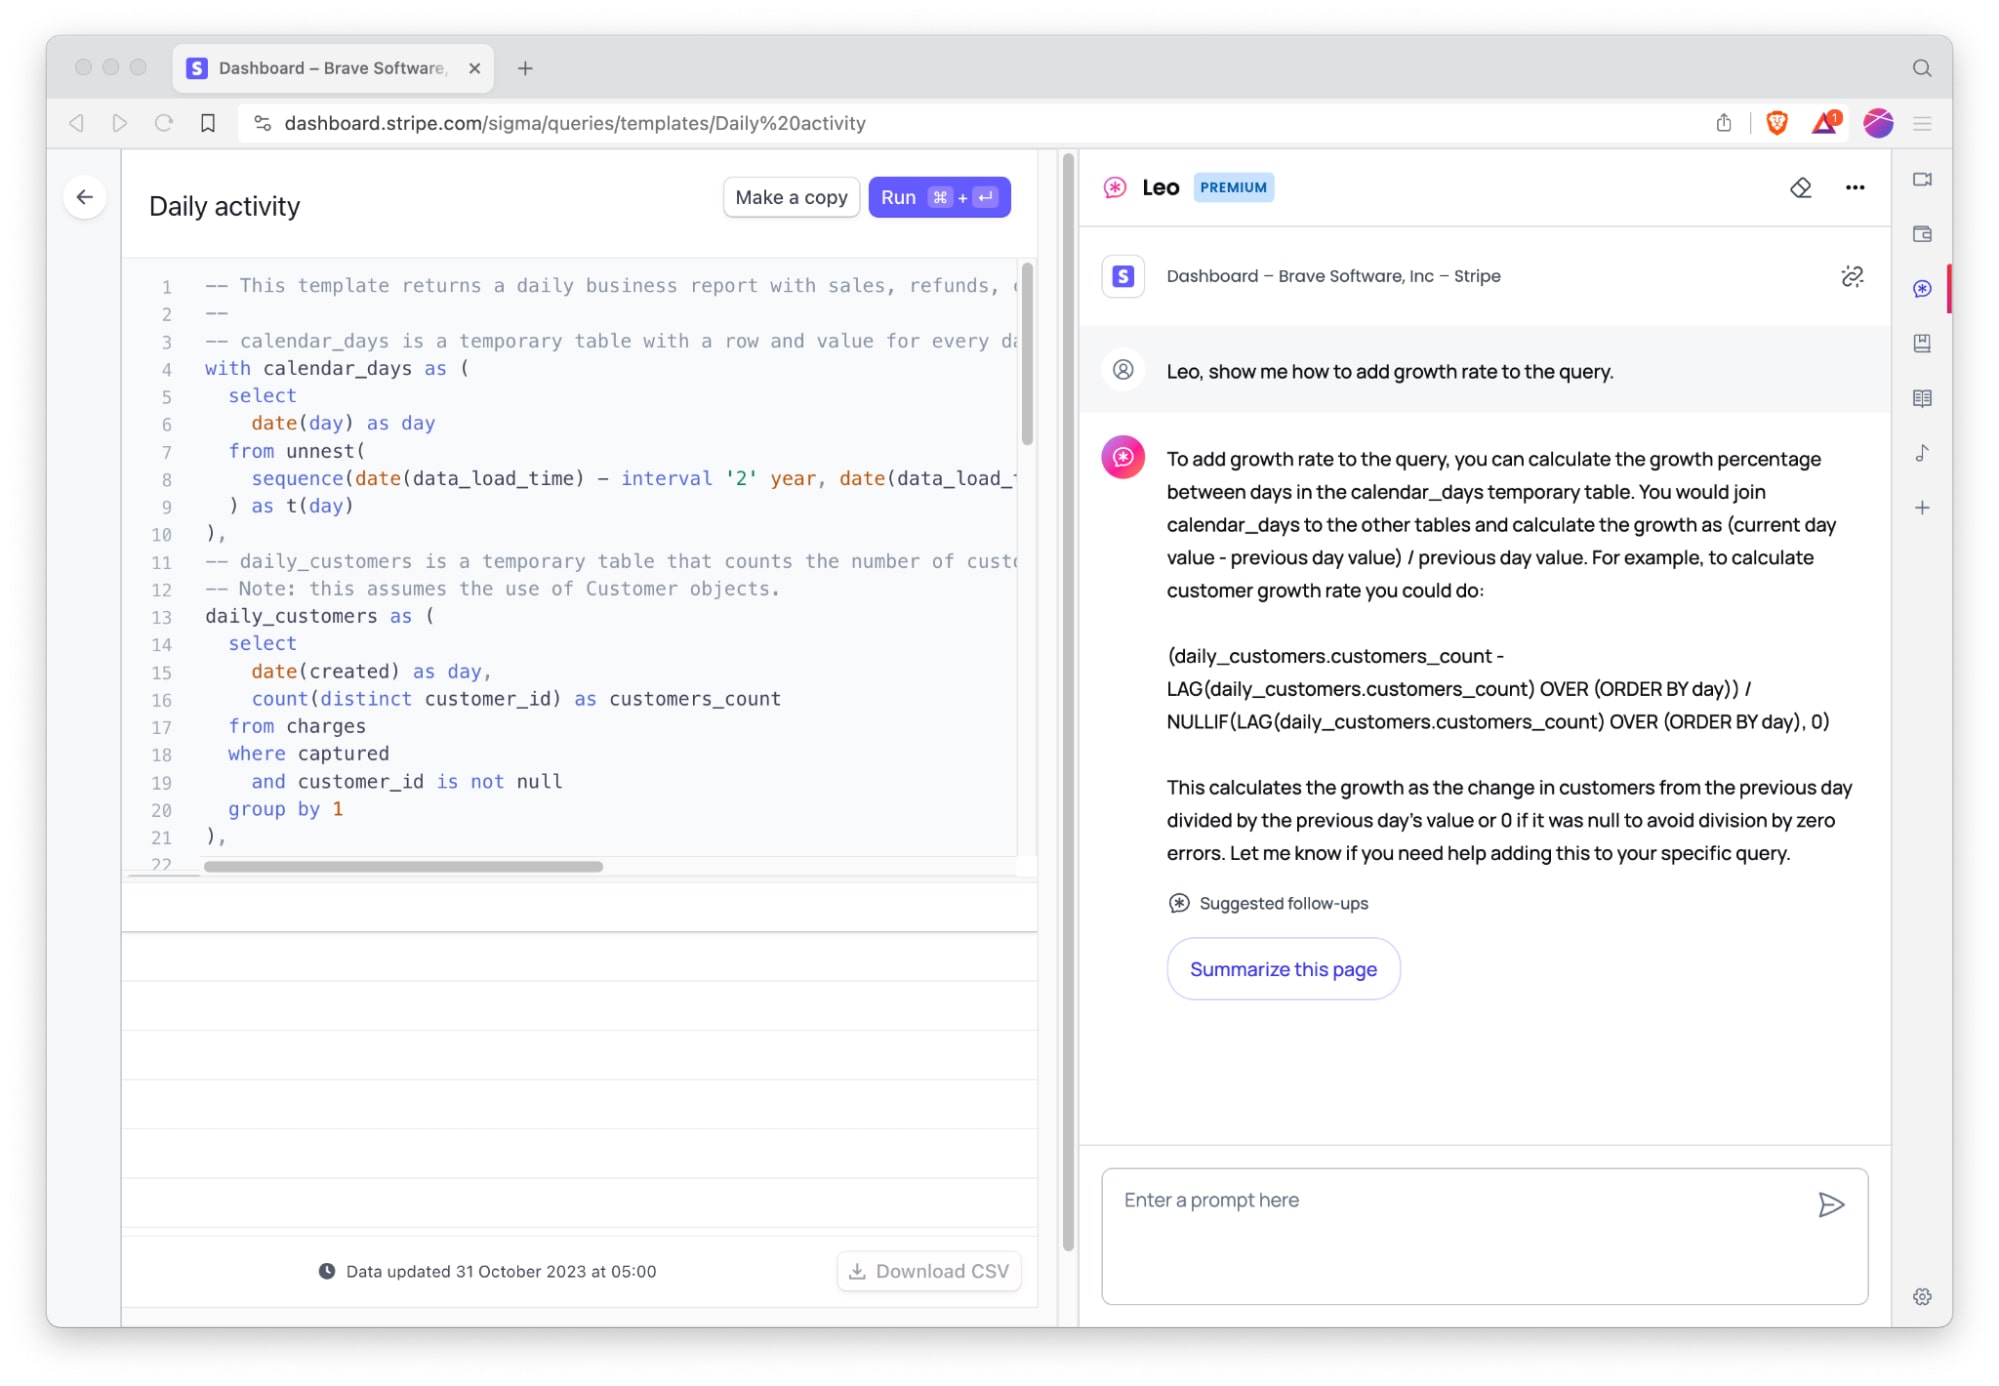 Dashboard – Brave Software,
dashboard.stripe.com/sigma/queries/templates/Daily%20activity
1
Daily activity
Make a copy
Run ⌘ + ↵
1 -- This template returns a daily business report with sales, refunds,
2 --
3 -- calendar_days is a temporary table with a row and value for every
4 with calendar_days as (
5 select
6 date(day) as day
7 from unnest(
8 sequence(date(data_load_time) - interval '2' year, date(data_load_
9 ) as t(day)
10 ),
11 -- daily_customers is a temporary table that counts the number of
12 -- Note: this assumes the use of Customer objects.
13 daily_customers as (
14 select
15 date(created) as day,
16 count(distinct customer_id) as customers_count
17 from charges
18 where captured
19 and customer_id is not null
20 group by 1
21 ),
22
Data updated 31 October 2023 at 05:00
Download CSV
Leo PREMIUM
Dashboard – Brave Software, Inc – Stripe
Leo, show me how to add growth rate to the query.
To add growth rate to the query, you can calculate the growth percentage
between days in the calendar_days temporary table. You would join
calendar_days to the other tables and calculate the growth as (current day
value - previous day value) / previous day value. For example, to calculate
customer growth rate you could do:
(daily_customers.customers_count -
LAG(daily_customers.customers_count) OVER (ORDER BY day)) /
NULLIF(LAG(daily_customers.customers_count) OVER (ORDER BY day), 0)
This calculates the growth as the change in customers from the previous day
divided by the previous day's value or 0 if it was null to avoid division by zero
errors. Let me know if you need help adding this to your specific query.
Suggested follow-ups
Summarize this page
Enter a prompt here